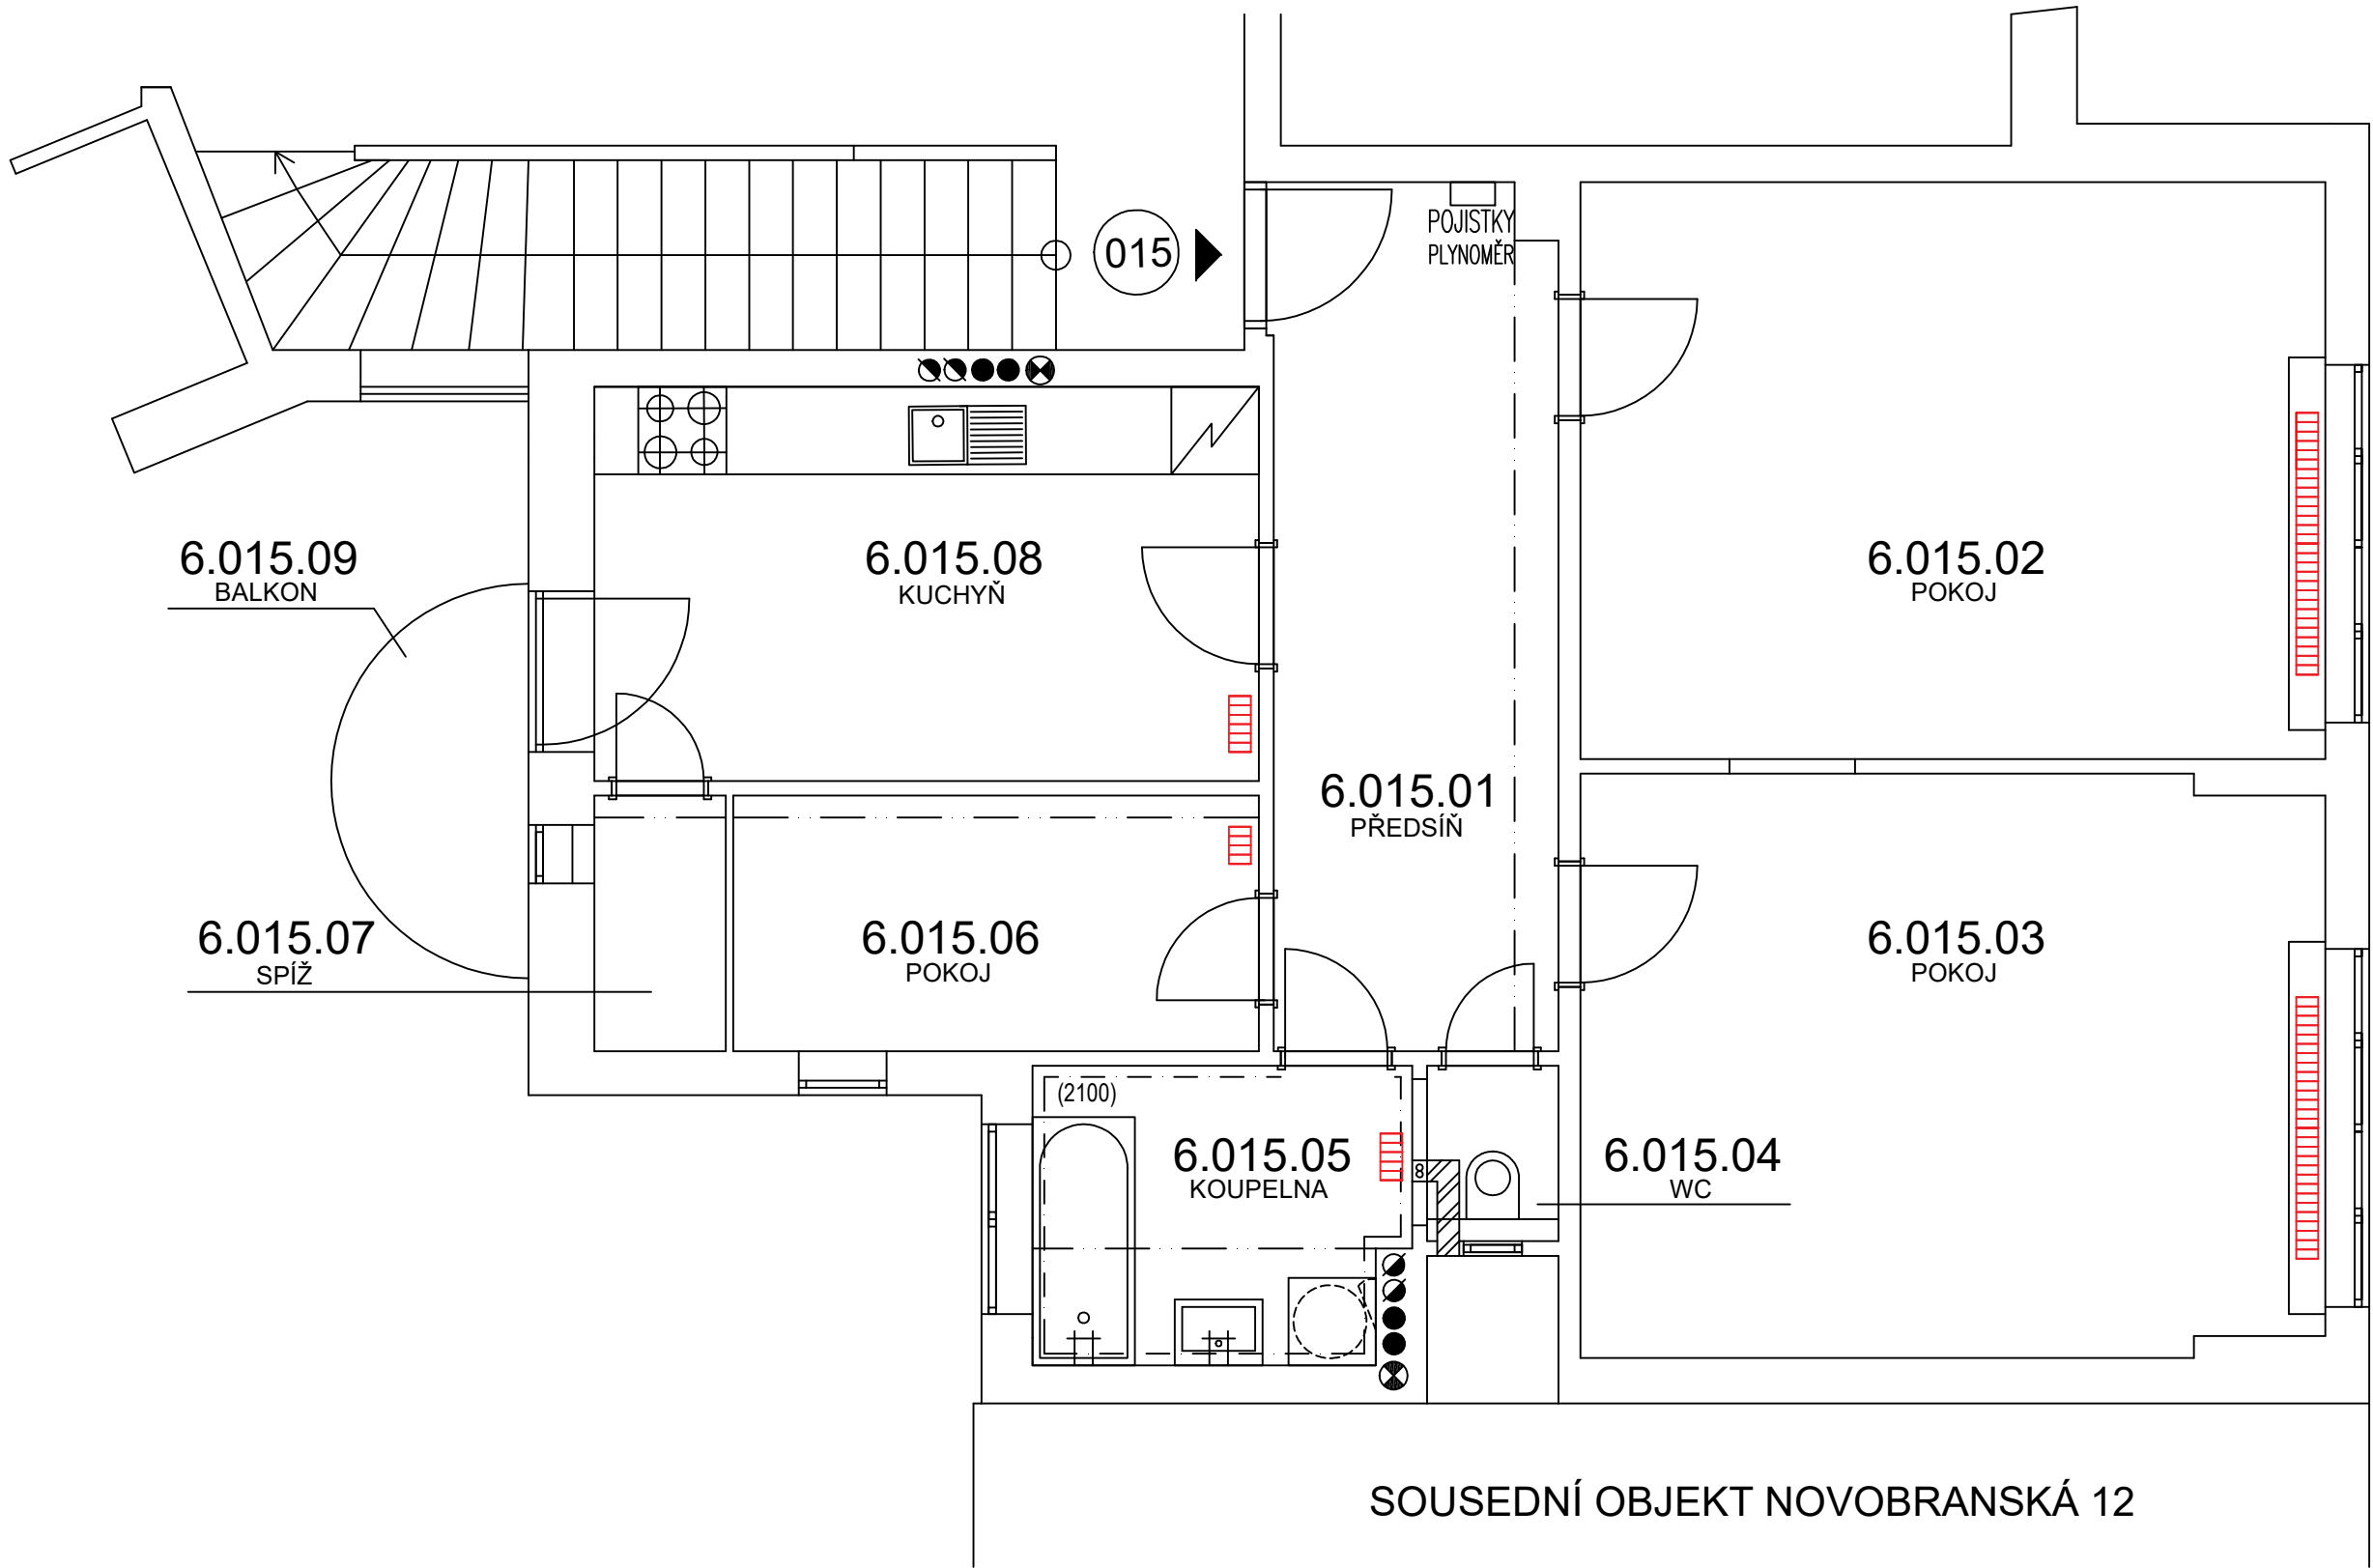 015
POJISTKY
PLYNOMĚR
6.015.09
BALKON
6.015.08
KUCHYŇ
6.015.02
POKOJ
6.015.01
PŘEDSÍŇ
6.015.07
SPÍŽ
6.015.06
POKOJ
6.015.03
POKOJ
(2100)
6.015.05
KOUPELNA
6.015.04
WC
SOUSEDNÍ OBJEKT NOVOBRANSKÁ 12